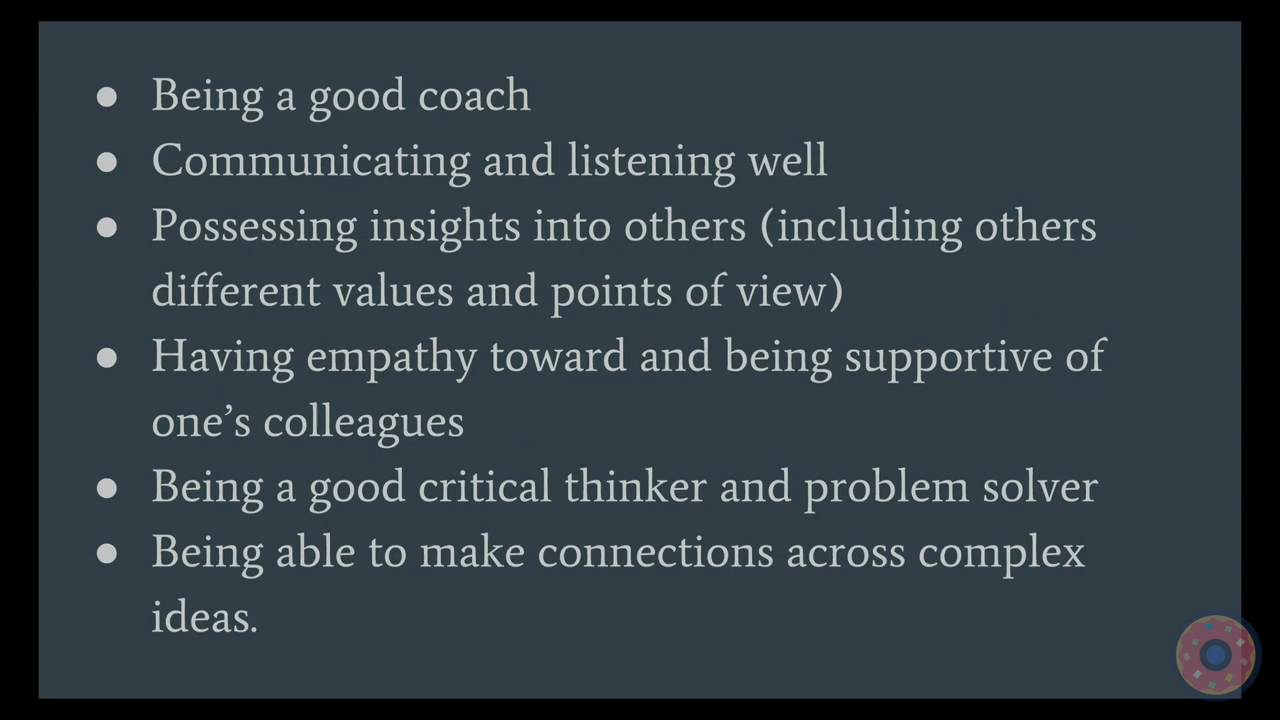 ● Being a good coach
● Communicating and listening well
● Possessing insights into others (including others
different values and points of view)
● Having empathy toward and being supportive of
one’s colleagues
● Being a good critical thinker and problem solver
● Being able to make connections across complex
ideas.